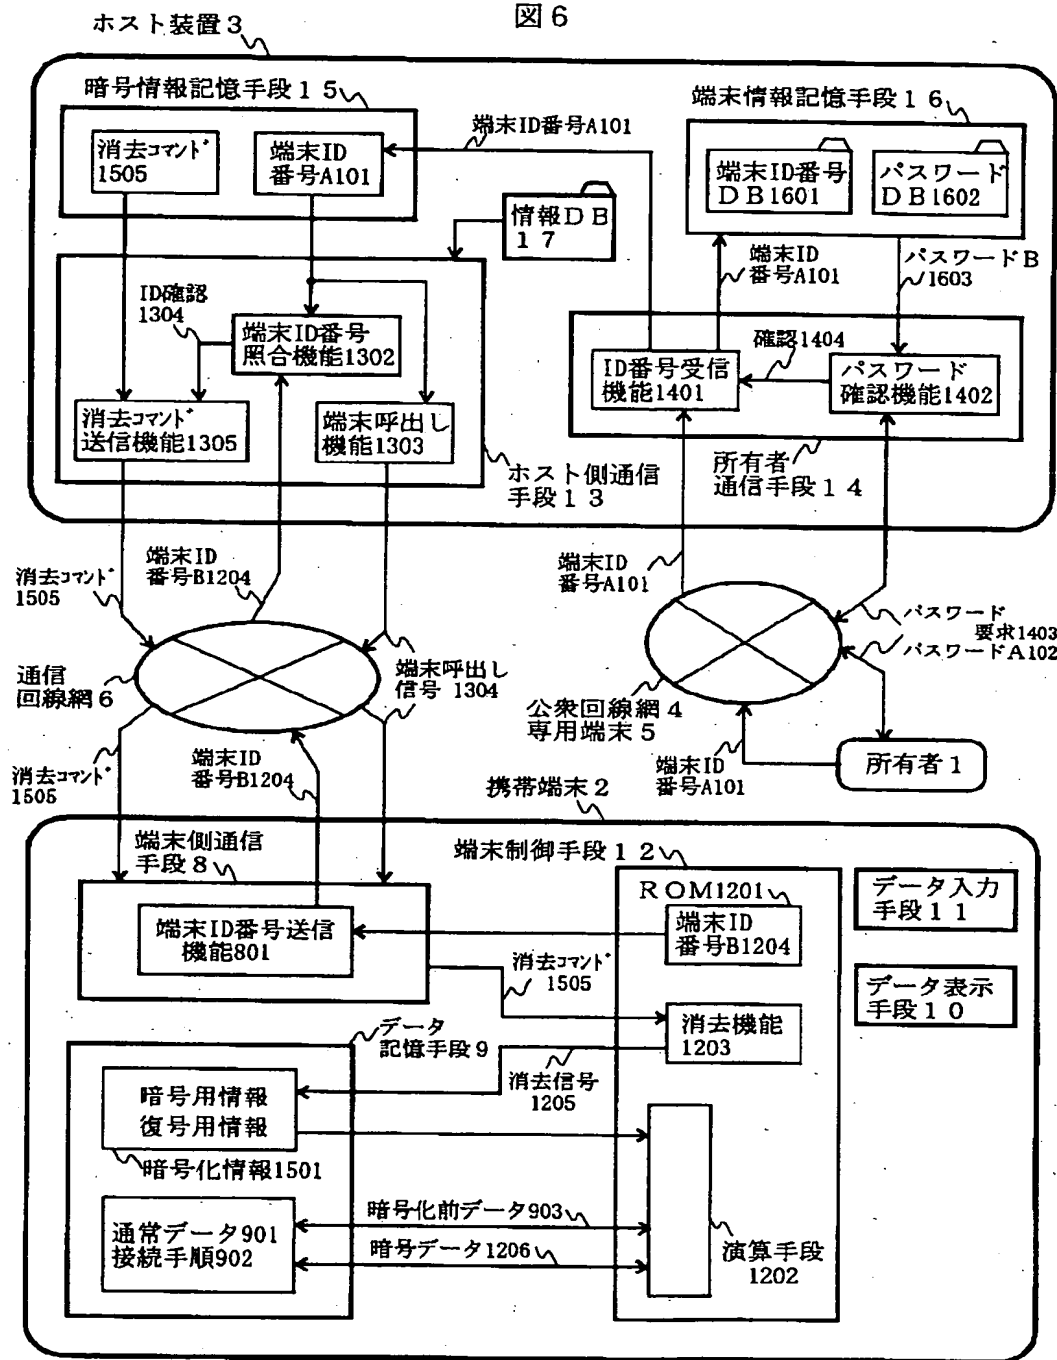 図６
ホスト装置３
暗号情報記憶手段１５
消去コマンド
1505
端末ID
番号A101
端末ID番号A101
端末情報記憶手段１６
端末ID番号
ＤＢ1601
パスワード
ＤＢ1602
情報ＤＢ
１７
端末ID
番号A101
パスワードＢ
1603
ID確認
1304
端末ID番号
照合機能1302
確認1404
ID番号受信
機能1401
パスワード
確認機能1402
消去コマンド
送信機能1305
端末呼出し
機能1303
ホスト側通信
手段１３
所有者
通信手段１４
消去コマンド
1505
端末ID
番号B1204
端末ID
番号A101
通信
回線網６
端末呼出し
信号 1304
パスワード
要求1403
パスワードＡ102
公衆回線網４
専用端末５
消去コマンド
1505
端末ID
番号B1204
端末ID
番号A101
所有者１
携帯端末２
端末側通信
手段８
端末制御手段１２
ＲＯＭ1201
端末ID番号送信
機能801
端末ID
番号B1204
データ入力
手段１１
消去コマンド
1505
データ表示
手段１０
消去機能
1203
データ
記憶手段９
消去信号
1205
暗号用情報
復号用情報
暗号化情報1501
通常データ901
接続手順902
暗号化前データ903
暗号データ1206
演算手段
1202